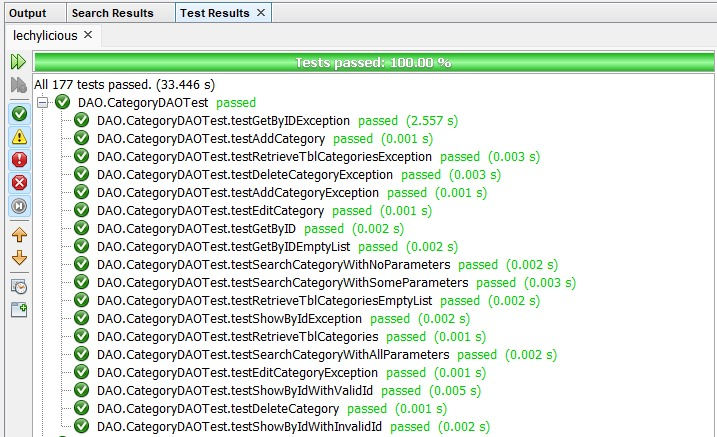 Output Search Results Test Results
lechylicious
Tests passed: 100.00 %
All 177 tests passed. (33.446 s)
DAO.CategoryDAOTest passed
DAO.CategoryDAOTest.testGetByIDException passed (2.557 s)
DAO.CategoryDAOTest.testAddCategory passed (0.001 s)
DAO.CategoryDAOTest.testRetrieveTblCategoriesException passed (0.003 s)
DAO.CategoryDAOTest.testDeleteCategoryException passed (0.003 s)
DAO.CategoryDAOTest.testAddCategoryException passed (0.001 s)
DAO.CategoryDAOTest.testEditCategory passed (0.001 s)
DAO.CategoryDAOTest.testGetByID passed (0.002 s)
DAO.CategoryDAOTest.testGetByIDEmptyList passed (0.002 s)
DAO.CategoryDAOTest.testSearchCategoryWithNoParameters passed (0.002 s)
DAO.CategoryDAOTest.testSearchCategoryWithSomeParameters passed (0.003 s)
DAO.CategoryDAOTest.testRetrieveTblCategoriesEmptyList passed (0.002 s)
DAO.CategoryDAOTest.testShowByIdException passed (0.002 s)
DAO.CategoryDAOTest.testRetrieveTblCategories passed (0.001 s)
DAO.CategoryDAOTest.testSearchCategoryWithAllParameters passed (0.002 s)
DAO.CategoryDAOTest.testEditCategoryException passed (0.001 s)
DAO.CategoryDAOTest.testShowByIdWithValidId passed (0.005 s)
DAO.CategoryDAOTest.testDeleteCategory passed (0.001 s)
DAO.CategoryDAOTest.testShowByIdWithInvalidId passed (0.002 s)